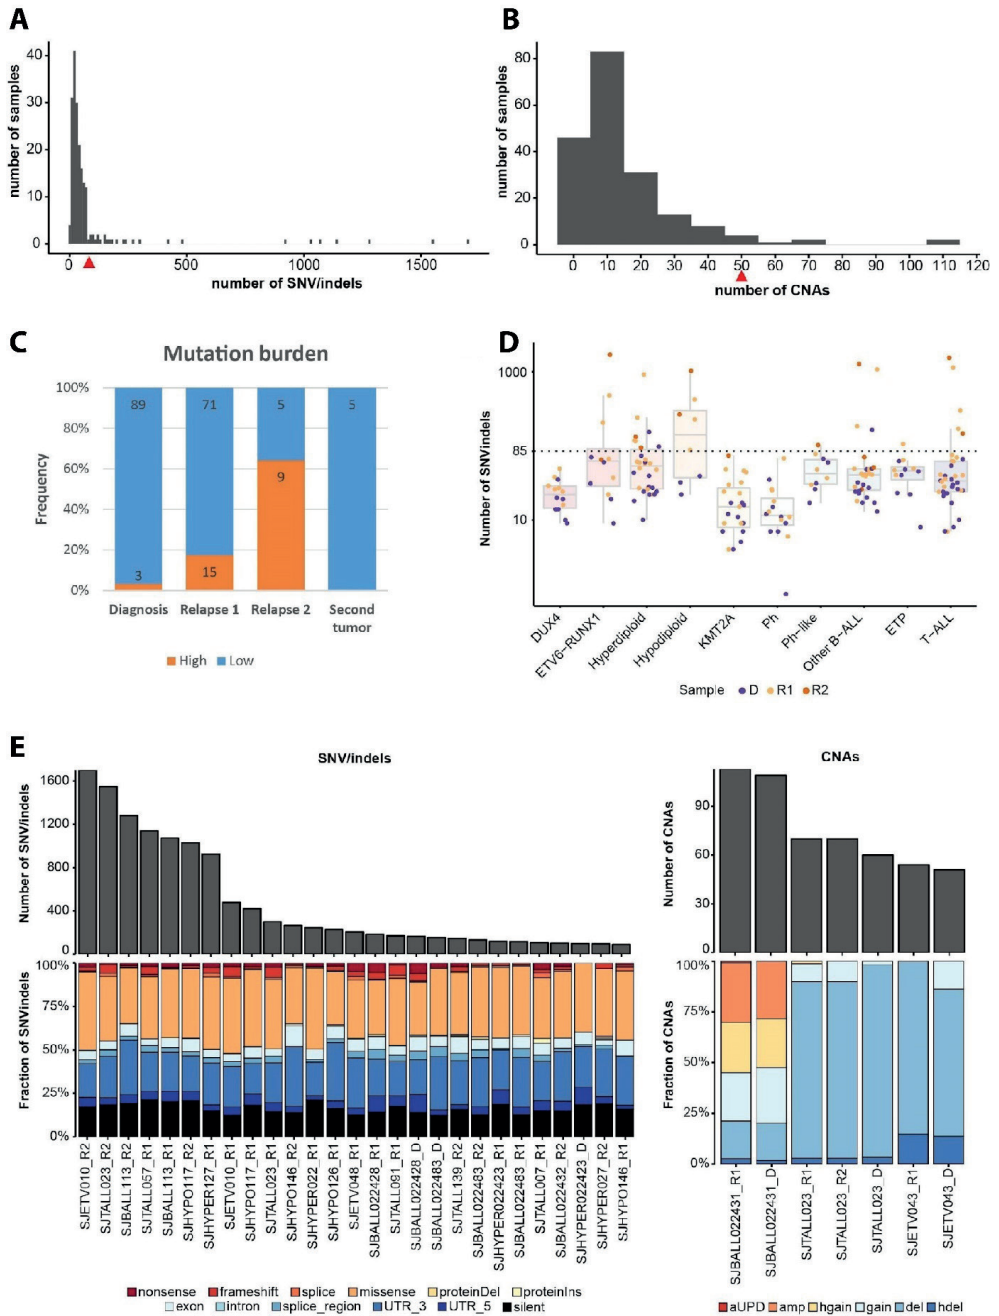 A
number of samples
40
30
20
10
0
0 500 1000 1500
number of SNV/indels
B
number of samples
80
60
40
20
0
0 10 20 30 40 50 60 70 80 90 100 110 120
number of CNAs
C
Mutation burden
Frequency
100%
80%
60%
40%
20%
0%
89 71 5 5
9
3 15
Diagnosis Relapse 1 Relapse 2 Second tumor
High Low
D
Number of SNV/indels
1000
85
10
DUX4
ETV6-RUNX1
Hyperdiploid
Hypodiploid
KMT2A
Ph
Ph-like
Other B-ALL
ETP
T-ALL
Sample D R1 R2
E
SNV/indels
Number of SNV/indels
1600
1200
800
400
0
Fraction of SNV/indels
100%
75%
50%
25%
0%
SJETV010_R2
SJTALL023_R2
SJBALL113_R2
SJTALL057_R1
SJBALL113_R1
SJHYPO117_R2
SJHYPER127_R1
SJETV010_R1
SJHYPO117_R1
SJTALL023_R1
SJHYPO146_R2
SJHYPER022_R1
SJHYPO126_R1
SJETV048_R1
SJBALL022428_R1
SJTALL091_R1
SJBALL022428_D
SJBALL022483_D
SJTALL139_R2
SJBALL022483_R2
SJHYPER022423_R1
SJBALL022483_R1
SJTALL007_R1
SJBALL022432_R2
SJHYPER022423_D
SJHYPER027_R2
SJHYPO146_R1
nonsense frameshift splice missense proteinDel proteinIns
exon intron splice_region UTR_3 UTR_5 silent
CNAs
Number of CNAs
90
60
30
0
Fraction of CNAs
100%
75%
50%
25%
0%
SJBALL022431_R1
SJBALL022431_D
SJTALL023_R1
SJTALL023_R2
SJTALL023_D
SJETV043_R1
SJETV043_D
aUPD amp hgain gain del hdel